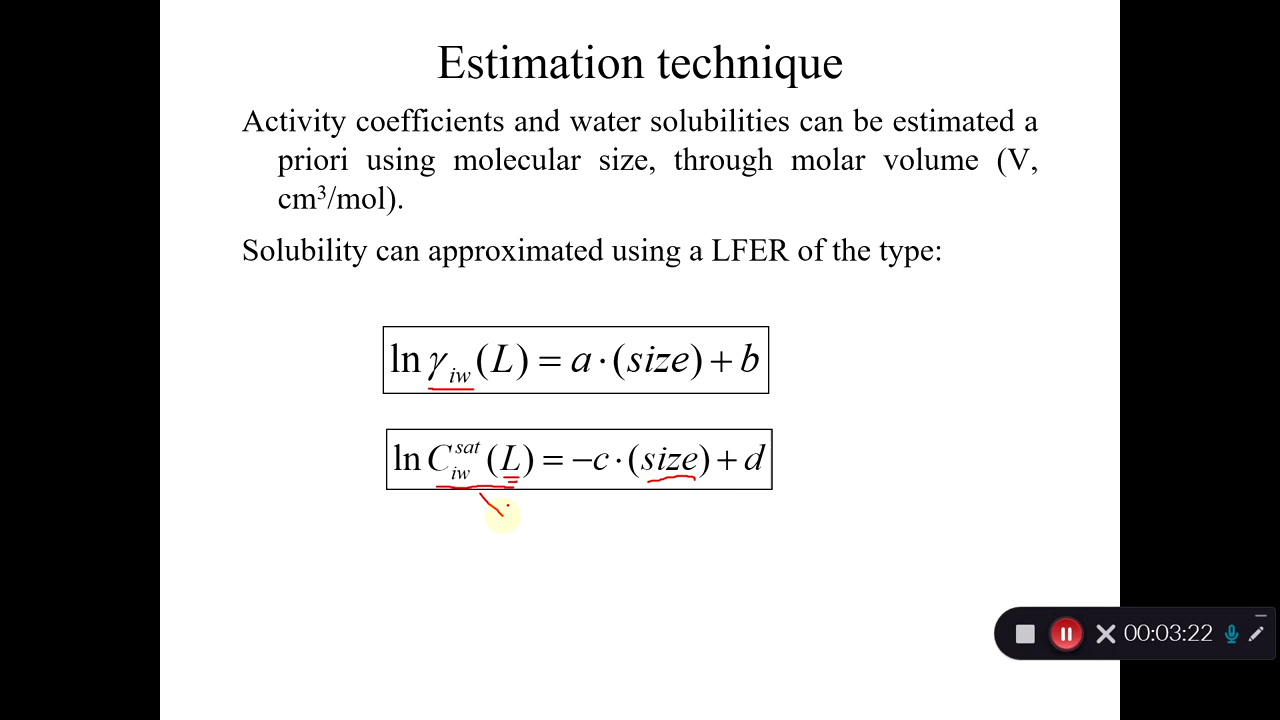 Estimation technique
Activity coefficients and water solubilities can be estimated a
priori using molecular size, through molar volume (V,
cm³/mol).
Solubility can approximated using a LFER of the type:
ln γ_iw (L) = a · (size) + b
ln C_iw^sat (L) = −c · (size) + d
00:03:22